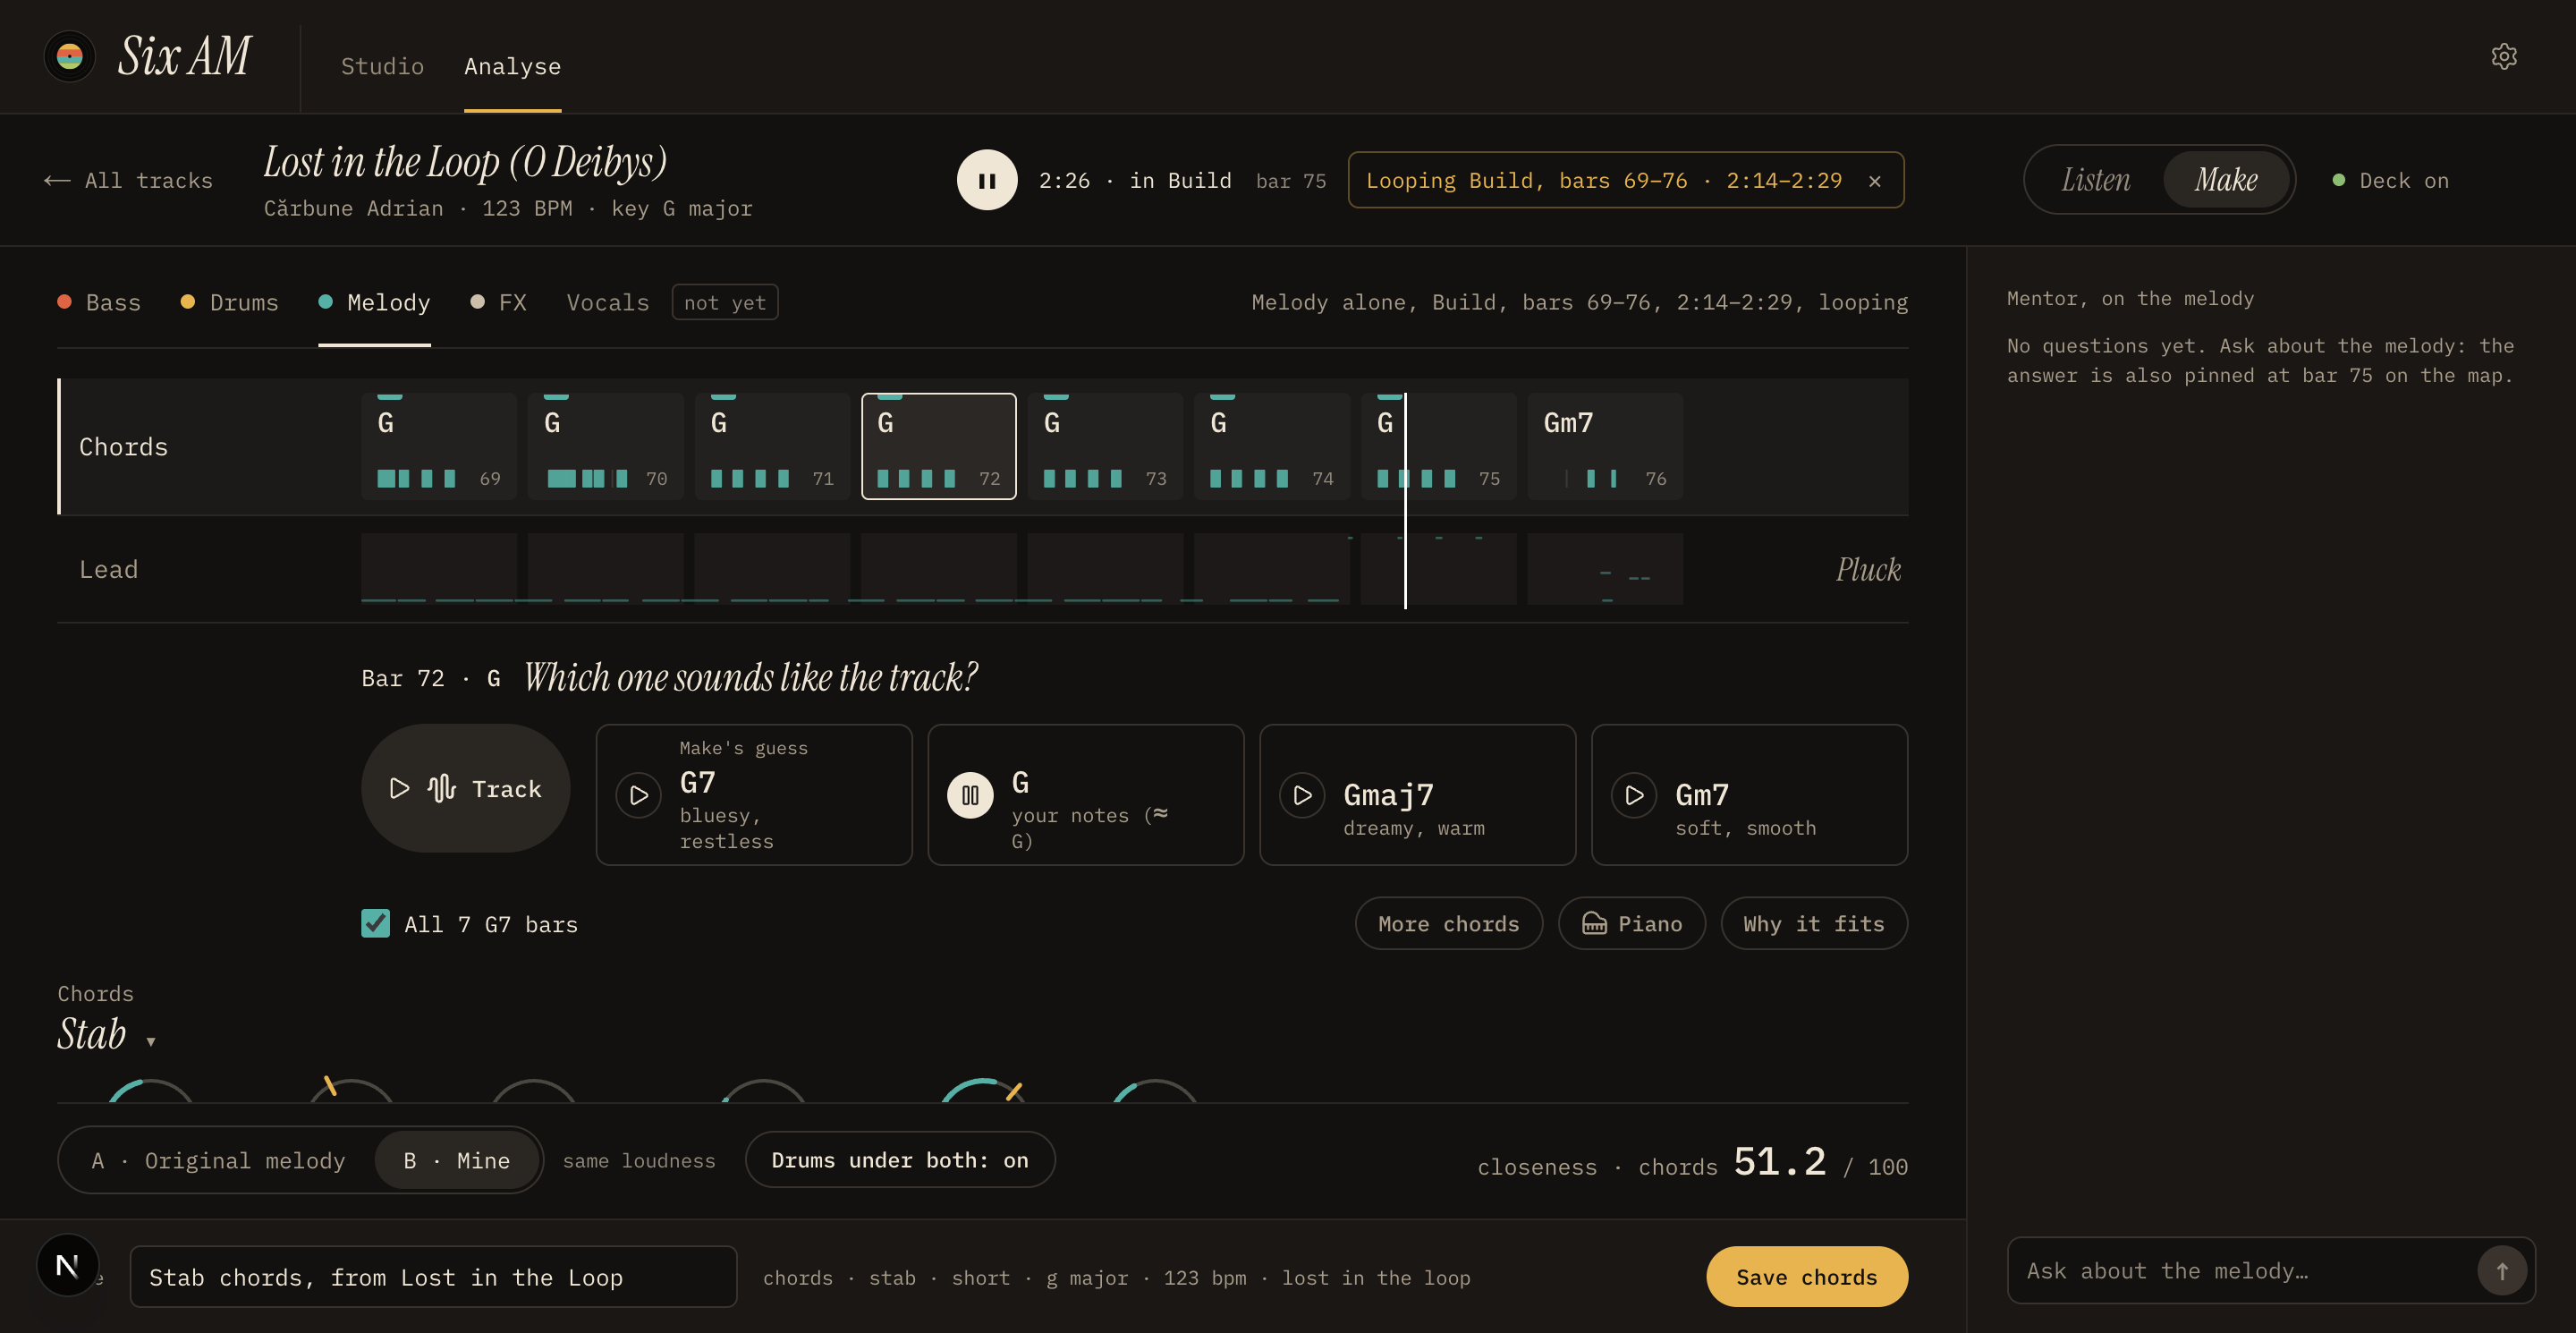 Six AM
Studio
Analyse
← All tracks
Lost in the Loop (O Deibys)
Cărbune Adrian · 123 BPM · key G major
2:26 · in Build bar 75
Looping Build, bars 69–76 · 2:14–2:29 ×
Listen
Make
Deck on
Bass
Drums
Melody
FX
Vocals
not yet
Melody alone, Build, bars 69–76, 2:14–2:29, looping
Mentor, on the melody
No questions yet. Ask about the melody: the
answer is also pinned at bar 75 on the map.
Chords
G
G
G
G
G
G
G
Gm7
69
70
71
72
73
74
75
76
Lead
Pluck
Bar 72 · G Which one sounds like the track?
Track
Make's guess
G7
bluesy,
restless
G
your notes (≈
G)
Gmaj7
dreamy, warm
Gm7
soft, smooth
All 7 G7 bars
More chords
Piano
Why it fits
Chords
Stab ▾
A · Original melody
B · Mine
same loudness
Drums under both: on
closeness · chords 51.2 / 100
N
Stab chords, from Lost in the Loop
chords · stab · short · g major · 123 bpm · lost in the loop
Save chords
Ask about the melody…
↑